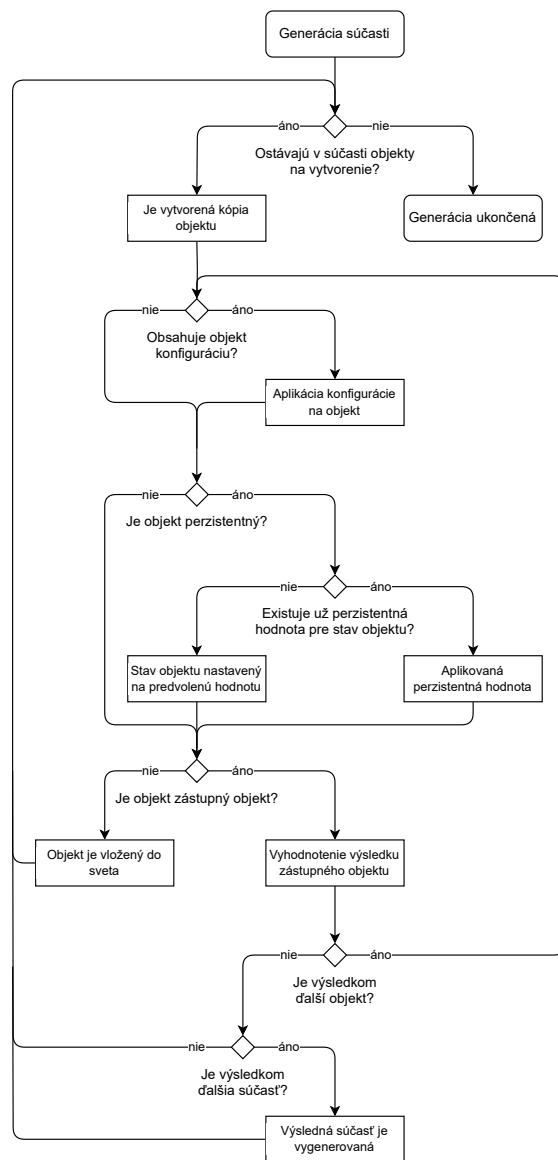 Generácia súčasti
áno
nie
Ostávajú v súčasti objekty
na vytvorenie?
Je vytvorená kópia
objektu
Generácia ukončená
nie
áno
Obsahuje objekt
konfiguráciu?
Aplikácia konfigurácie
na objekt
nie
áno
Je objekt perzistentný?
nie
áno
Existuje už perzistentná
hodnota pre stav objektu?
Stav objektu nastavený
na predvolenú hodnotu
Aplikovaná
perzistentná hodnota
nie
áno
Je objekt zástupný objekt?
Objekt je vložený do
sveta
Vyhodnotenie výsledku
zástupného objektu
nie
áno
Je výsledkom
ďalší objekt?
nie
áno
Je výsledkom
ďalšia súčasť?
Výsledná súčasť je
vygenerovaná